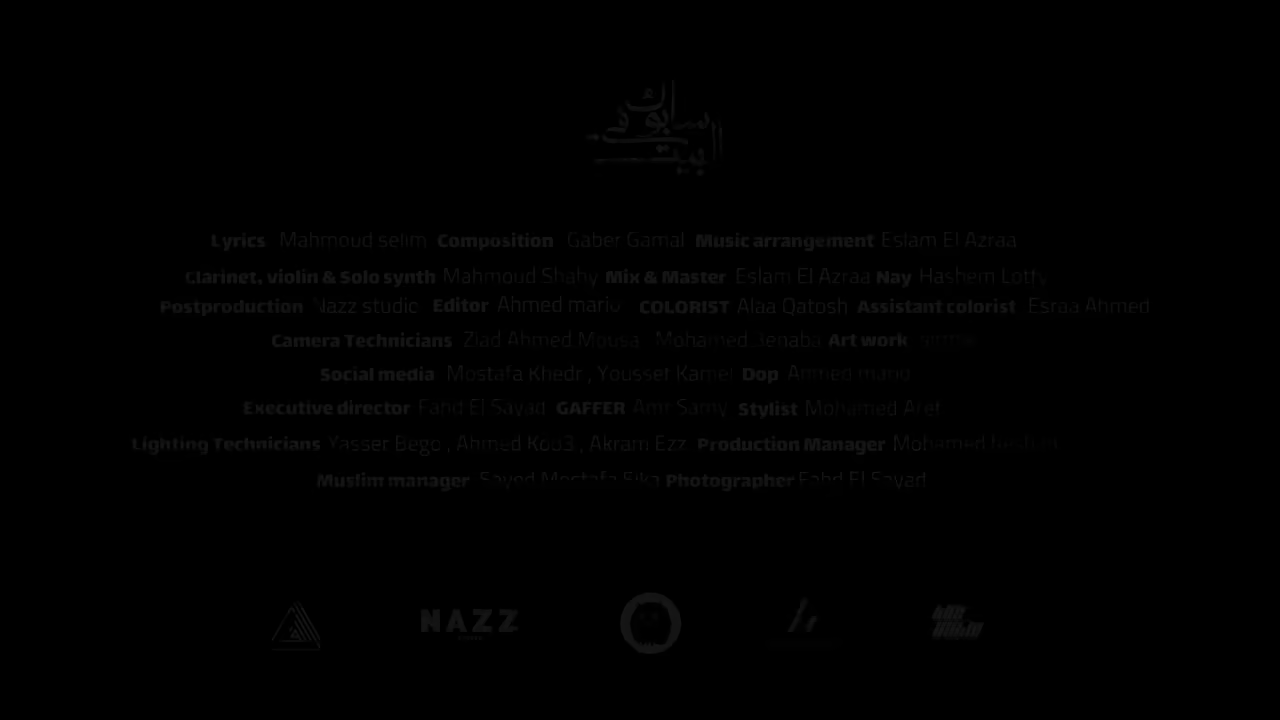 سابوك في
البيت
Lyrics Mahmoud selim Composition Gaber Gamal Music arrangement Eslam El Azraa
Clarinet, violin & Solo synth Mahmoud Shahy Mix & Master Eslam El Azraa Nay Hashem Lotfy
Postproduction Nazz studio Editor Ahmed mario COLORIST Alaa Qatosh Assistant colorist Esraa Ahmed
Camera Technicians Ziad Ahmed Mousa Mohamed Art work
Social media Mostafa Khedr , Youssef Kamel Dop Ahmed mario
Executive director Fahd El Sayad GAFFER Amr Samy Stylist Mohamed Aref
Lighting Technicians Yasser Bego , Ahmed Kou3 , Akram Ezz Production Manager Mohamed
Muslim manager Sayed Mostafa Photographer Fahd El Sayad
NAZZ